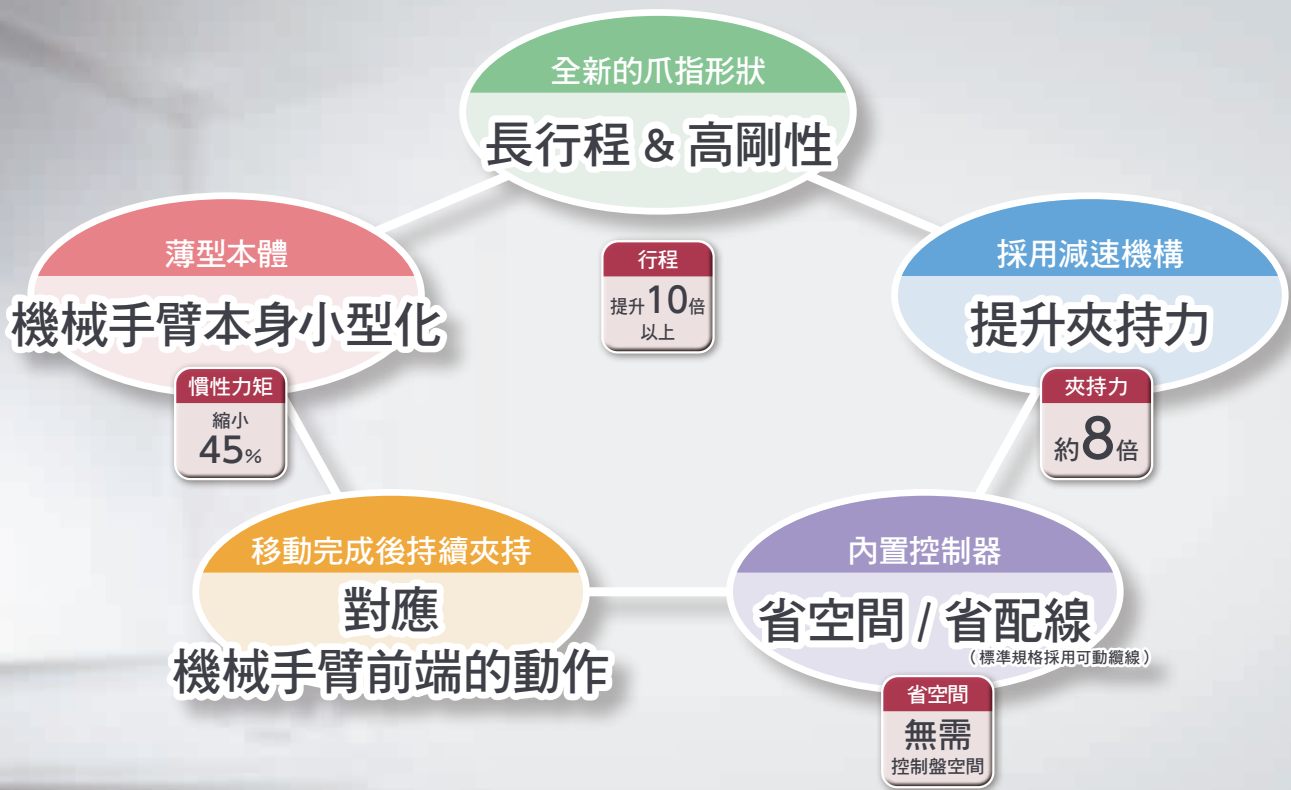 全新的爪指形狀
長行程 & 高剛性
行程
提升10倍
以上
薄型本體
機械手臂本身小型化
慣性力矩
縮小
45%
採用減速機構
提升夾持力
夾持力
約8倍
移動完成後持續夾持
對應
機械手臂前端的動作
內置控制器
省空間 / 省配線
（標準規格採用可動纜線）
省空間
無需
控制盤空間